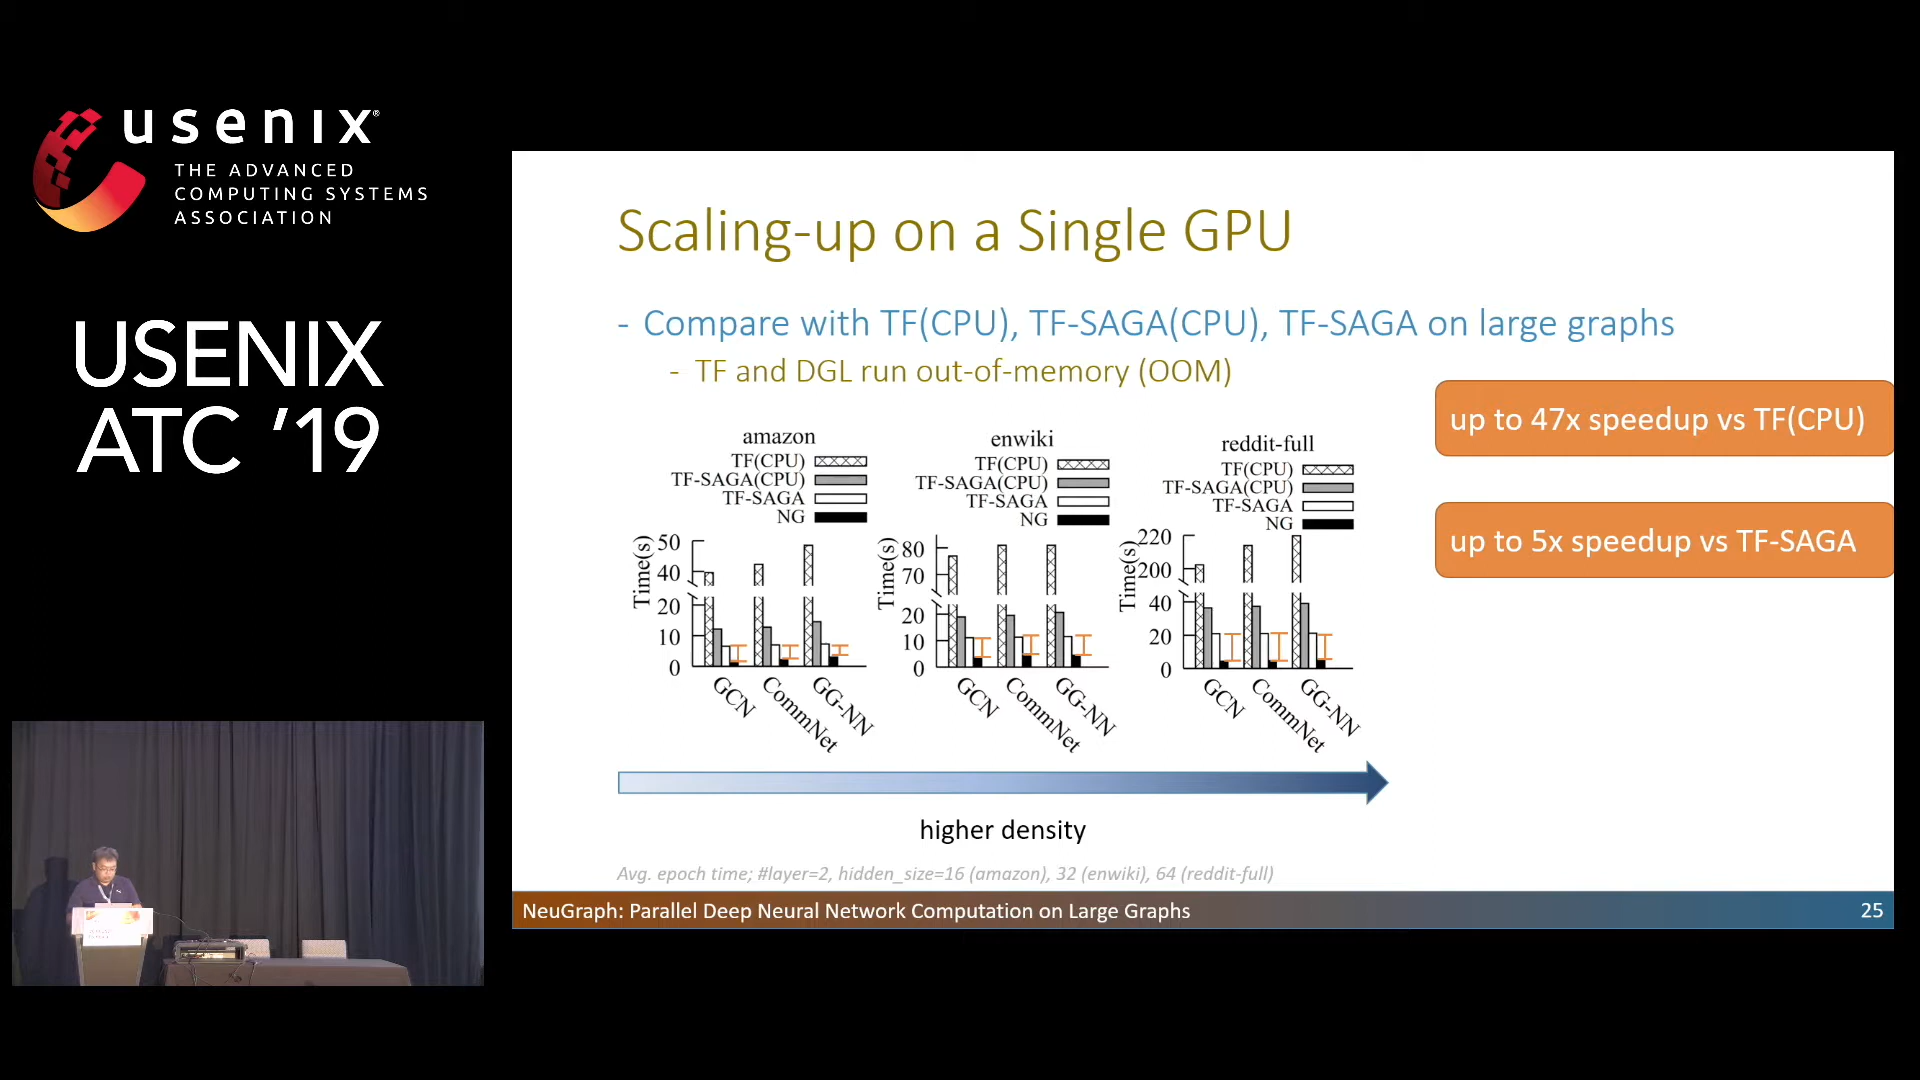 usenix®
THE ADVANCED
COMPUTING SYSTEMS
ASSOCIATION
USENIX
ATC ’19
Scaling-up on a Single GPU
- Compare with TF(CPU), TF-SAGA(CPU), TF-SAGA on large graphs
- TF and DGL run out-of-memory (OOM)
up to 47x speedup vs TF(CPU)
up to 5x speedup vs TF-SAGA
amazon
TF(CPU)
TF-SAGA(CPU)
TF-SAGA
NG
Time(s)
50
40
20
10
0
GCN
CommNet
GG-NN
enwiki
TF(CPU)
TF-SAGA(CPU)
TF-SAGA
NG
Time(s)
80
70
20
10
0
GCN
CommNet
GG-NN
reddit-full
TF(CPU)
TF-SAGA(CPU)
TF-SAGA
NG
Time(s)
220
200
40
20
0
GCN
CommNet
GG-NN
higher density
Avg. epoch time; #layer=2, hidden_size=16 (amazon), 32 (enwiki), 64 (reddit-full)
NeuGraph: Parallel Deep Neural Network Computation on Large Graphs
25